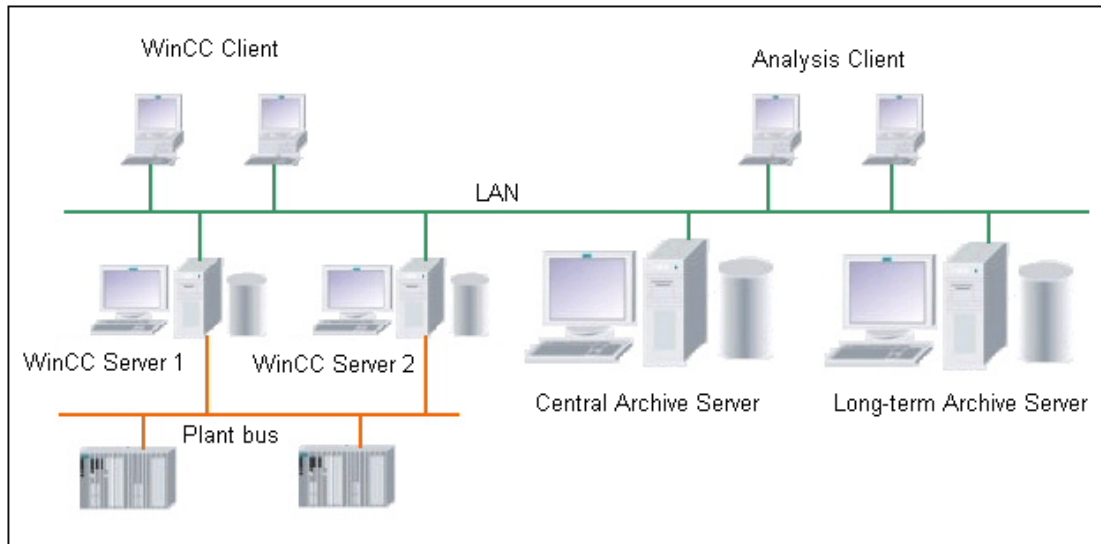 WinCC Client
Analysis Client
LAN
WinCC Server 1
WinCC Server 2
Central Archive Server
Long-term Archive Server
Plant bus